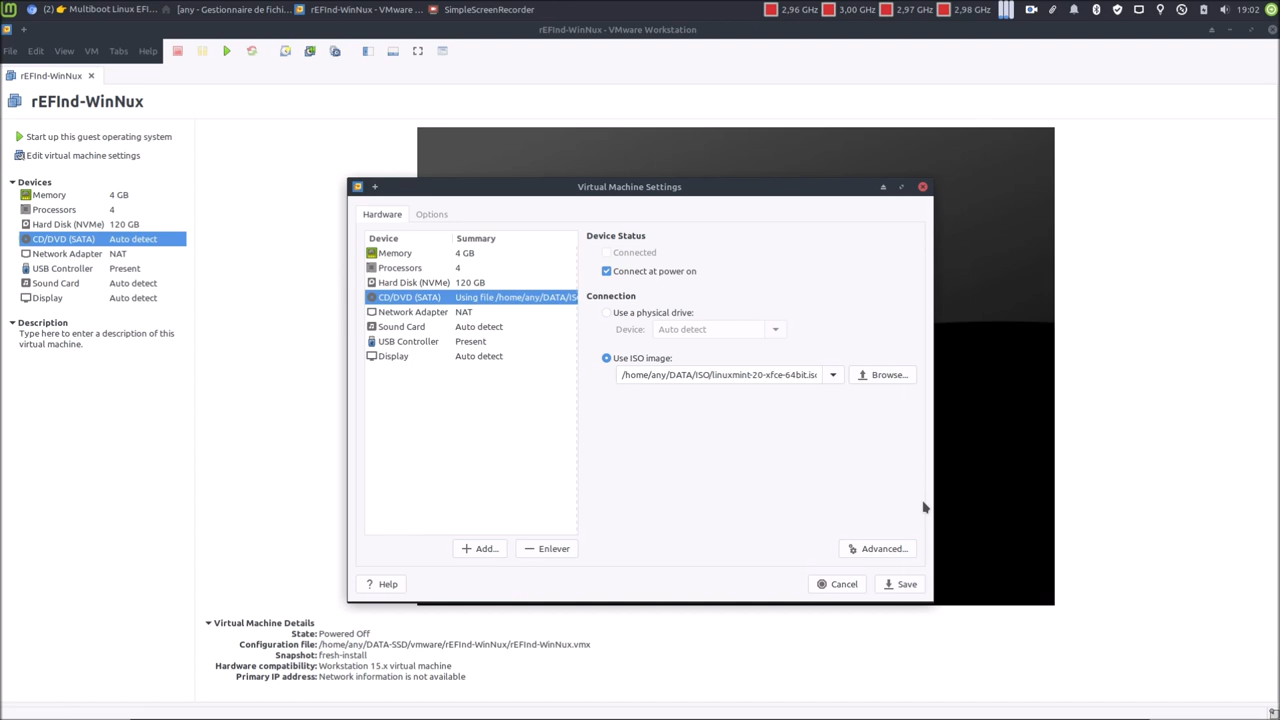 (2) 👉 Multiboot Linux EFI...
[any - Gestionnaire de fichi...
rEFInd-WinNux - VMware ...
SimpleScreenRecorder
2,96 GHz
3,00 GHz
2,97 GHz
2,98 GHz
19:02
rEFInd-WinNux - VMware Workstation
File Edit View VM Tabs Help
rEFInd-WinNux
rEFInd-WinNux
Start up this guest operating system
Edit virtual machine settings
Devices
Memory 4 GB
Processors 4
Hard Disk (NVMe) 120 GB
CD/DVD (SATA) Auto detect
Network Adapter NAT
USB Controller Present
Sound Card Auto detect
Display Auto detect
Description
Type here to enter a description of this
virtual machine.
Virtual Machine Settings
Hardware Options
Device Summary
Memory 4 GB
Processors 4
Hard Disk (NVMe) 120 GB
CD/DVD (SATA) Using file /home/any/DATA/IS
Network Adapter NAT
Sound Card Auto detect
USB Controller Present
Display Auto detect
Add...
Enlever
Device Status
Connected
Connect at power on
Connection
Use a physical drive:
Device: Auto detect
Use ISO image:
/home/any/DATA/ISO/linuxmint-20-xfce-64bit.iso
Browse...
Advanced...
Help
Cancel
Save
Virtual Machine Details
State: Powered Off
Configuration file: /home/any/DATA-SSD/vmware/rEFInd-WinNux/rEFInd-WinNux.vmx
Snapshot: fresh-install
Hardware compatibility: Workstation 15.x virtual machine
Primary IP address: Network information is not available